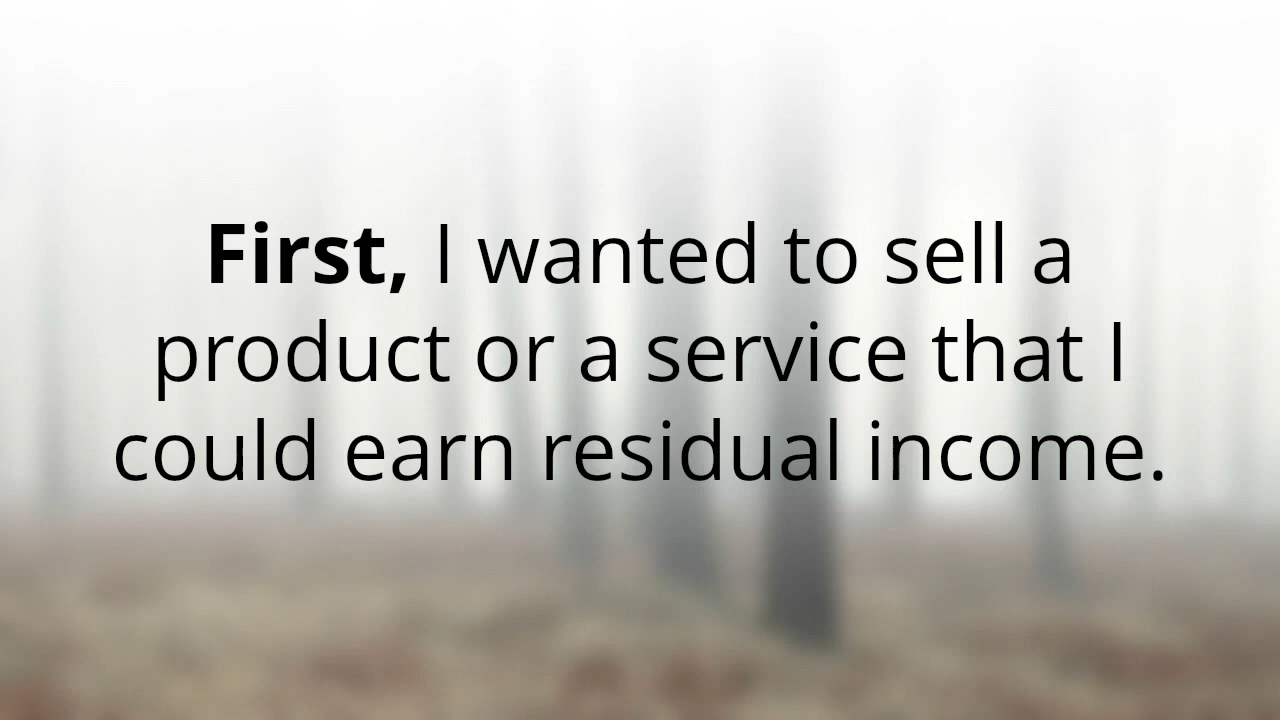 First, I wanted to sell a
product or a service that I
could earn residual income.